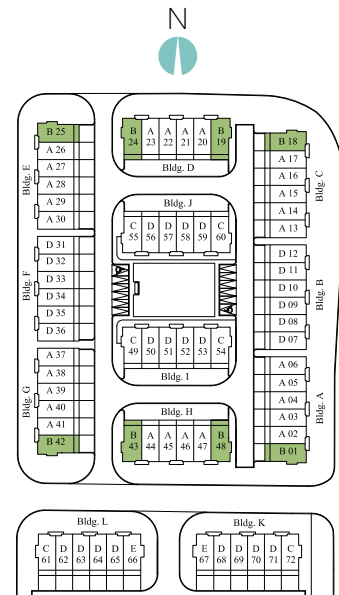 N
B 25
A 26
A 27
A 28
A 29
A 30
Bldg. E
D 31
D 32
D 33
D 34
D 35
D 36
Bldg. F
A 37
A 38
A 39
A 40
A 41
B 42
Bldg. G
B A A A A B
24 23 22 21 20 19
Bldg. D
Bldg. J
C D D D D C
55 56 57 58 59 60
C D D D D C
49 50 51 52 53 54
Bldg. I
Bldg. H
B A A A A B
43 44 45 46 47 48
B 18
A 17
A 16
A 15
A 14
A 13
Bldg. C
D 12
D 11
D 10
D 09
D 08
D 07
Bldg. B
A 06
A 05
A 04
A 03
A 02
B 01
Bldg. A
Bldg. L
C D D D D E
61 62 63 64 65 66
Bldg. K
E D D D D C
67 68 69 70 71 72